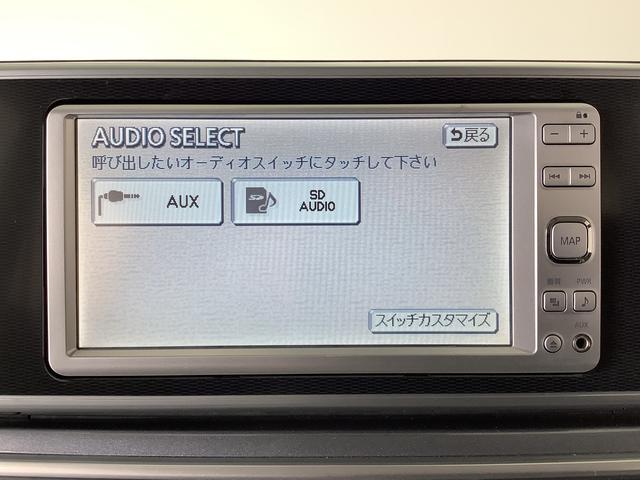 AUDIO SELECT
戻る
呼び出したいオーディオスイッチにタッチして下さい
AUX
SD
AUDIO
スイッチカスタマイズ
− +
MAP
画質 PWR
AUX